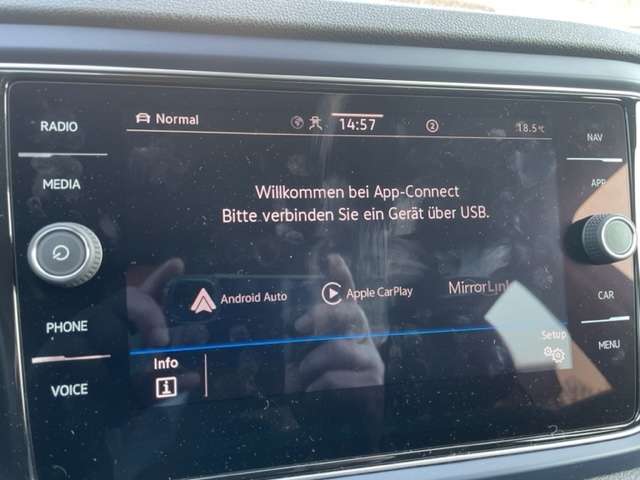 Normal
14:57
2
18.5°C
RADIO
MEDIA
PHONE
VOICE
Willkommen bei App-Connect
Bitte verbinden Sie ein Gerät über USB.
Android Auto
Apple CarPlay
MirrorLink
Info
Setup
NAV
APP
CAR
MENU